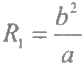 R₁ = b²/a